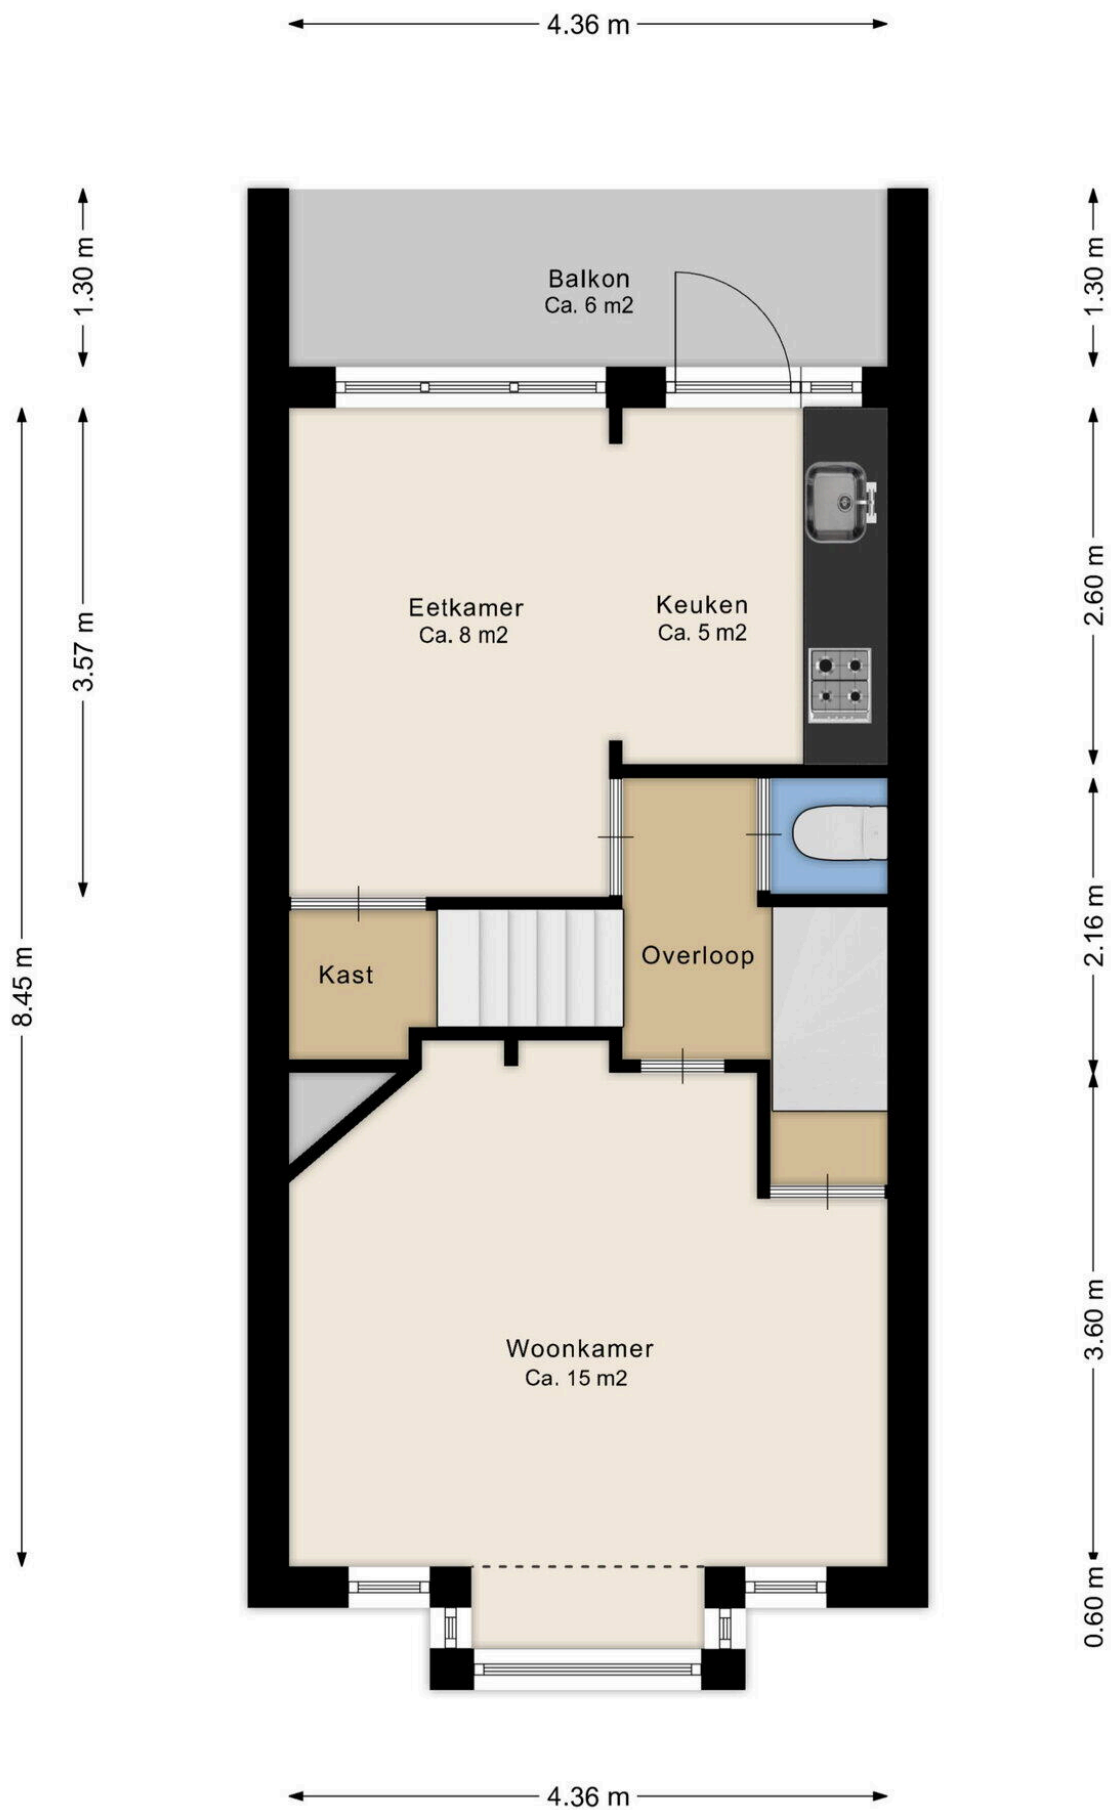 4.36 m
1.30 m
1.30 m
Balkon
Ca. 6 m2
Eetkamer
Ca. 8 m2
Keuken
Ca. 5 m2
2.60 m
3.57 m
8.45 m
Kast
Overloop
2.16 m
Woonkamer
Ca. 15 m2
3.60 m
0.60 m
4.36 m